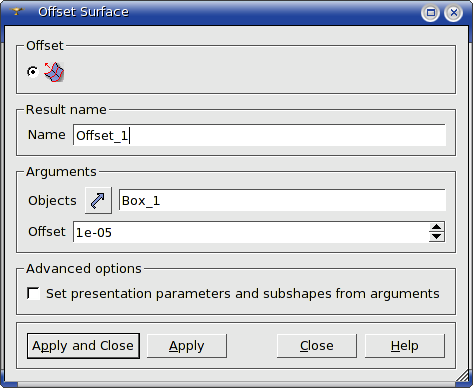 Offset Surface
Offset
Result name
Name Offset_1
Arguments
Objects Box_1
Offset 1e-05
Advanced options
Set presentation parameters and subshapes from arguments
Apply and Close Apply Close Help